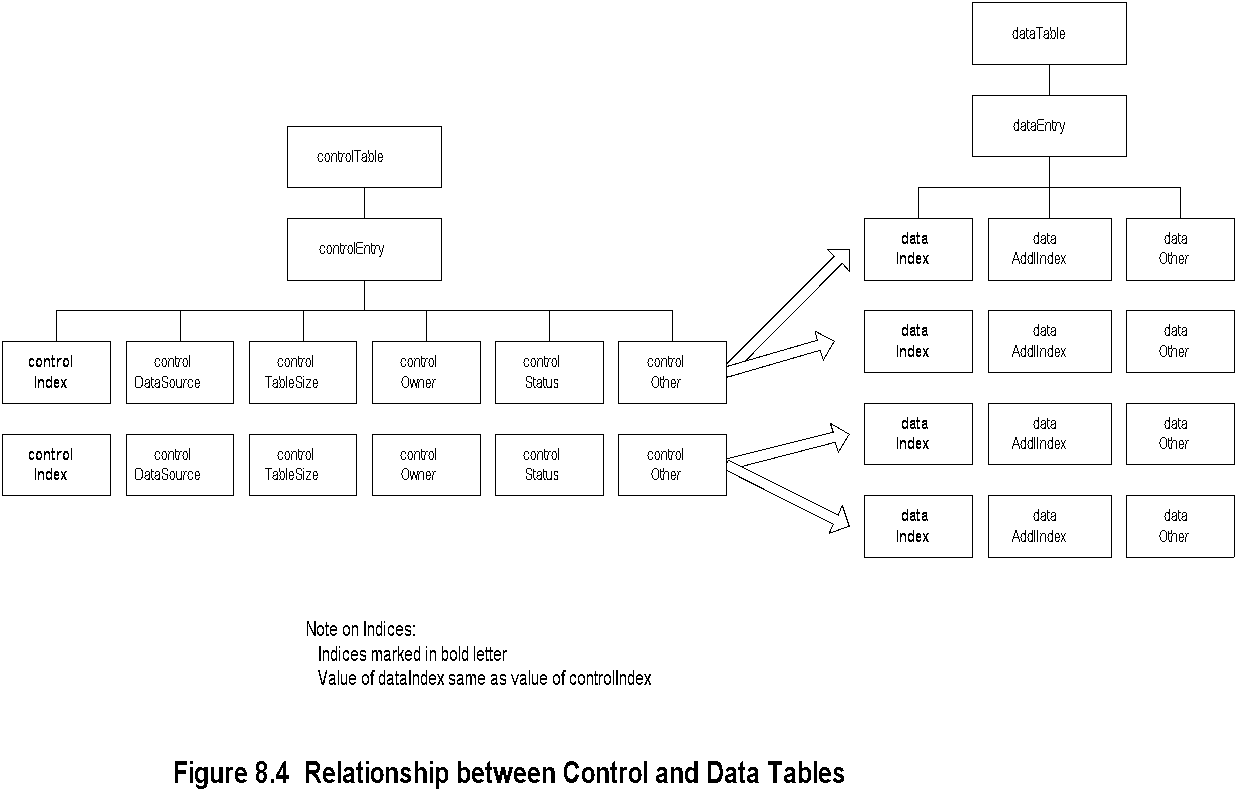 dataTable
dataEntry
controlTable
controlEntry
data
Index
data
AddlIndex
data
Other
data
Index
data
AddlIndex
data
Other
control
Index
control
DataSource
control
TableSize
control
Owner
control
Status
control
Other
data
Index
data
AddlIndex
data
Other
control
Index
control
DataSource
control
TableSize
control
Owner
control
Status
control
Other
data
Index
data
AddlIndex
data
Other
Note on Indices:
Indices marked in bold letter
Value of dataIndex same as value of controlIndex
Figure 8.4 Relationship between Control and Data Tables